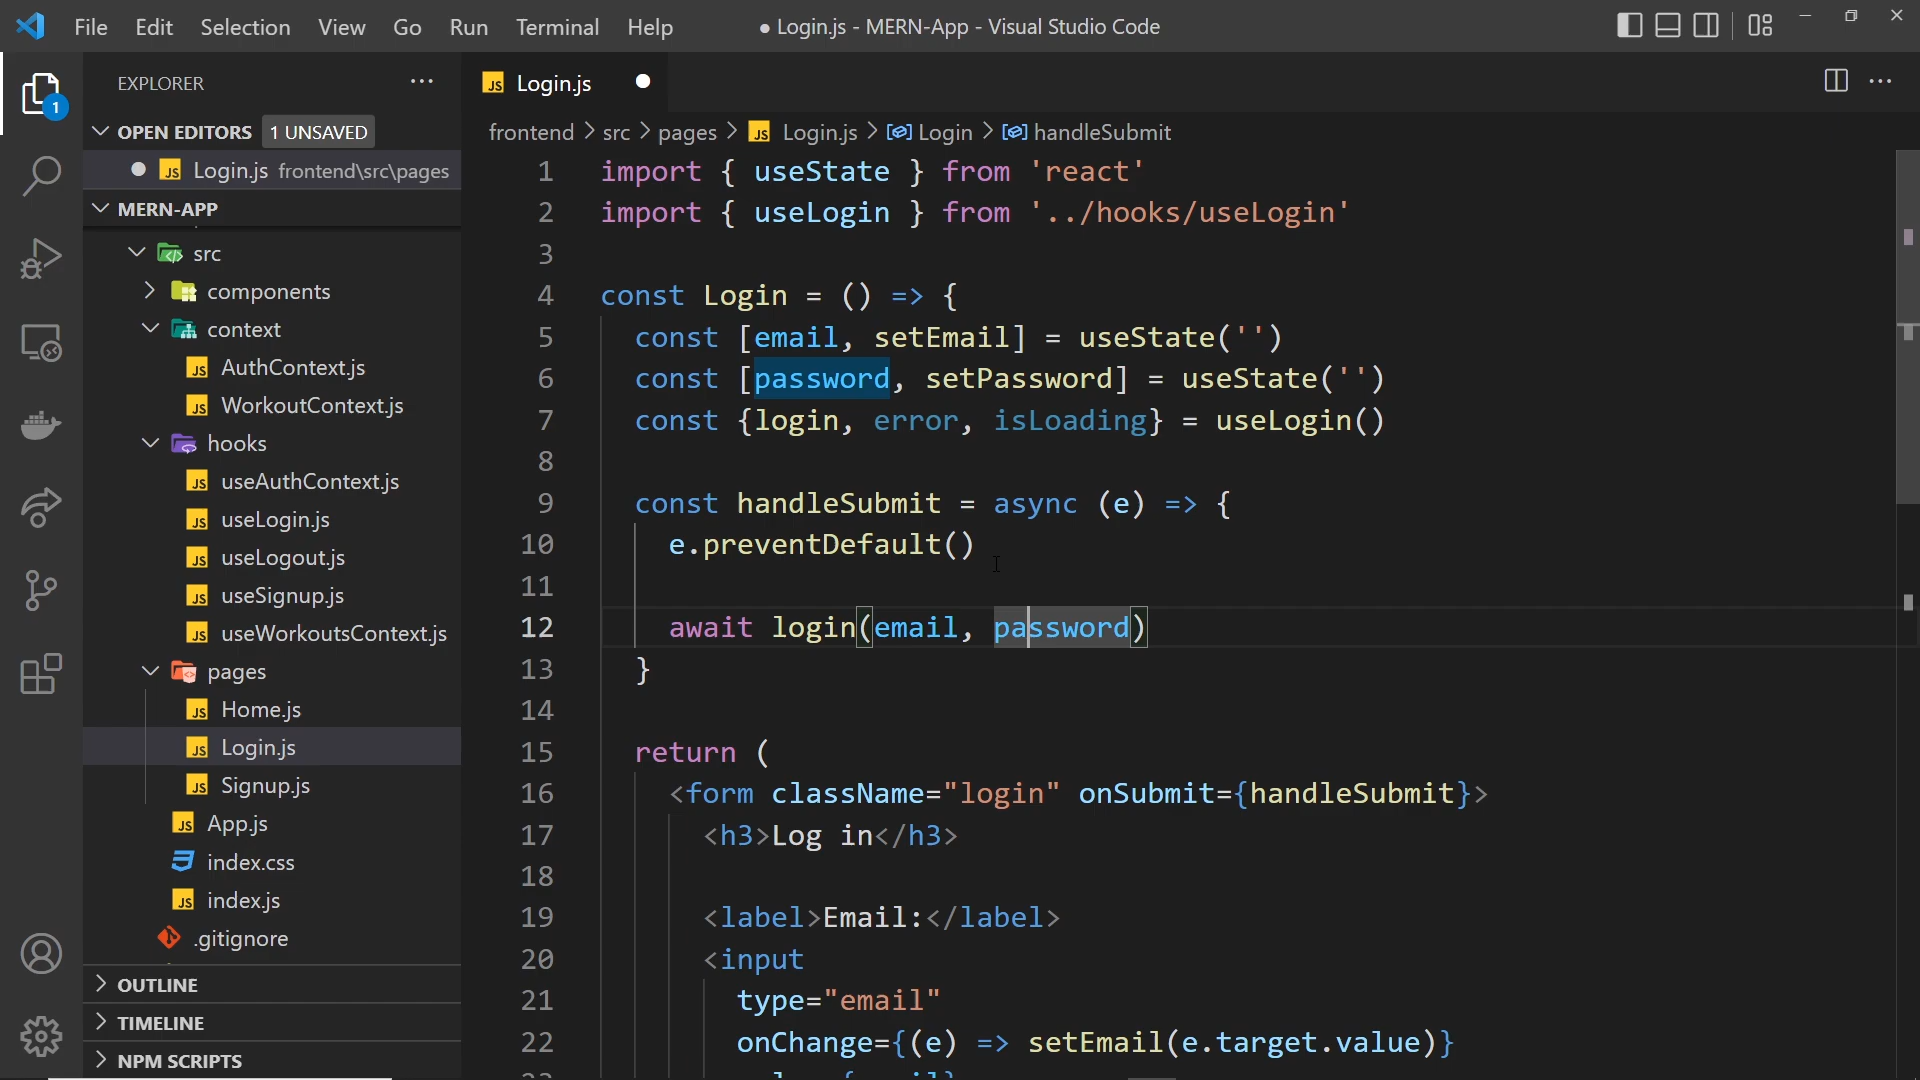 File Edit Selection View Go Run Terminal Help
● Login.js - MERN-App - Visual Studio Code
EXPLORER
1
OPEN EDITORS 1 UNSAVED
Login.js frontend\src\pages
MERN-APP
src
components
context
AuthContext.js
WorkoutContext.js
hooks
useAuthContext.js
useLogin.js
useLogout.js
useSignup.js
useWorkoutsContext.js
pages
Home.js
Login.js
Signup.js
App.js
index.css
index.js
.gitignore
OUTLINE
TIMELINE
NPM SCRIPTS
JS Login.js
frontend > src > pages > JS Login.js > Login > handleSubmit
1 import { useState } from 'react'
2 import { useLogin } from '../hooks/useLogin'
3
4 const Login = () => {
5 const [email, setEmail] = useState('')
6 const [password, setPassword] = useState('')
7 const {login, error, isLoading} = useLogin()
8
9 const handleSubmit = async (e) => {
10 e.preventDefault()
11
12 await login(email, password)
13 }
14
15 return (
16 <form className="login" onSubmit={handleSubmit}>
17 <h3>Log in</h3>
18
19 <label>Email:</label>
20 <input
21 type="email"
22 onChange={(e) => setEmail(e.target.value)}